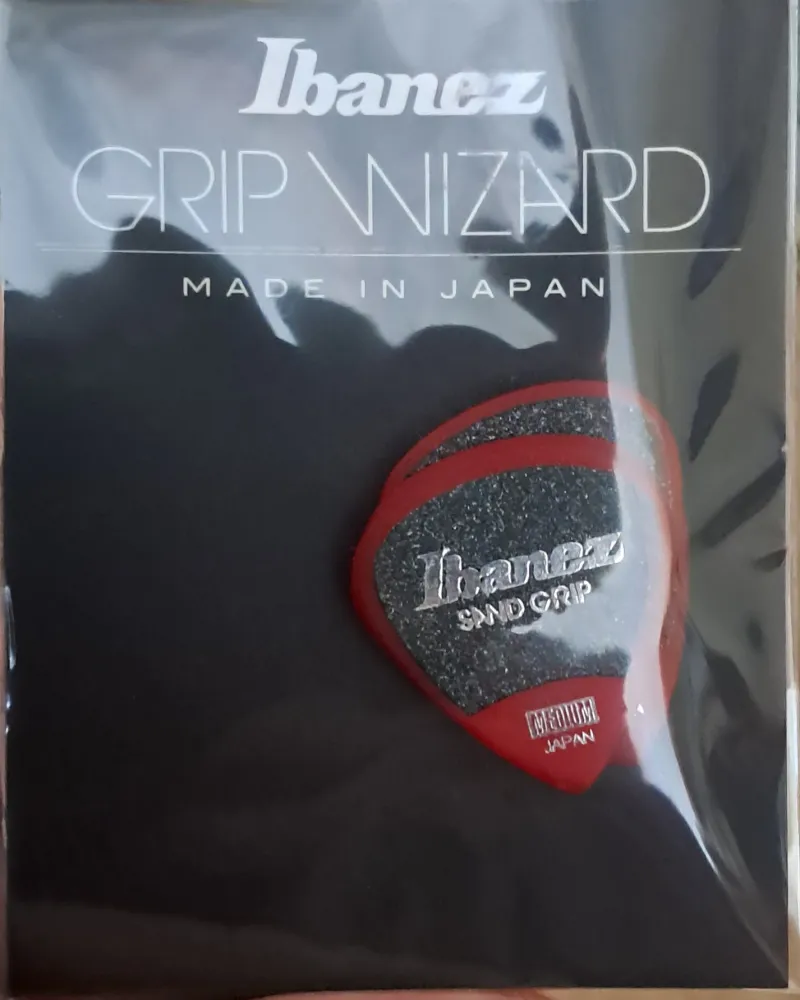 Ibanez
GRIP WIZARD
MADE IN JAPAN
Ibanez
SAND GRIP
MEDIUM
JAPAN